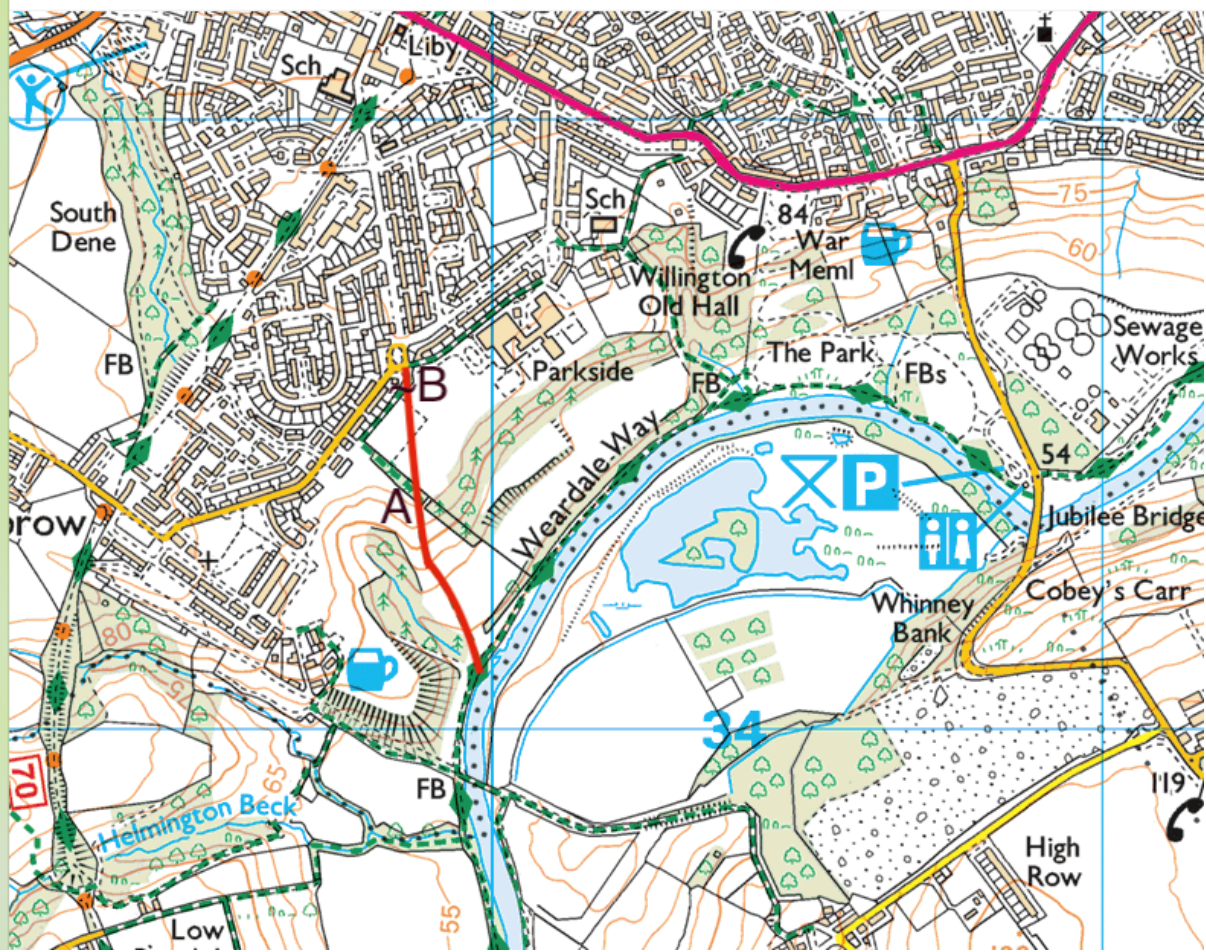 Liby
Sch
Sch
South
Dene
84
War
Meml
75
60
Willington
Old Hall
FB
Parkside
The Park
FB
FBs
Sewage
Works
B
A
Weardale Way
54
P
Jubilee Bridge
row
Cobey's Carr
Whinney
Bank
80
75
34
70
65
Helmington Beck
FB
119
High
Row
55
Low